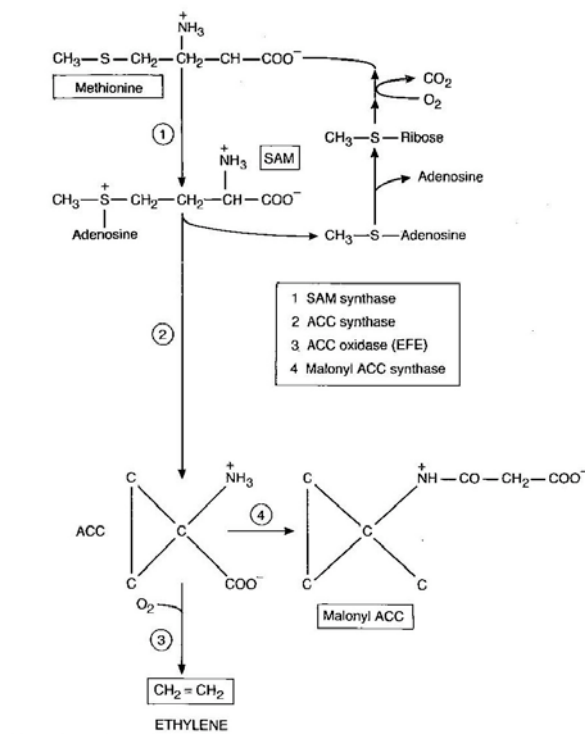 +
NH3
CH3—S—CH2—CH2—CH—COO-
Methionine
CO2
O2
CH3—S—Ribose
1
+
NH3
SAM
Adenosine
+
CH3—S—CH2—CH2—CH—COO-
Adenosine
CH3—S—Adenosine
1 SAM synthase
2 ACC synthase
3 ACC oxidase (EFE)
4 Malonyl ACC synthase
2
+
C NH3
ACC C
C COO-
4
+
C NH—CO—CH2—COO-
C
C C
Malonyl ACC
O2
3
CH2=CH2
ETHYLENE